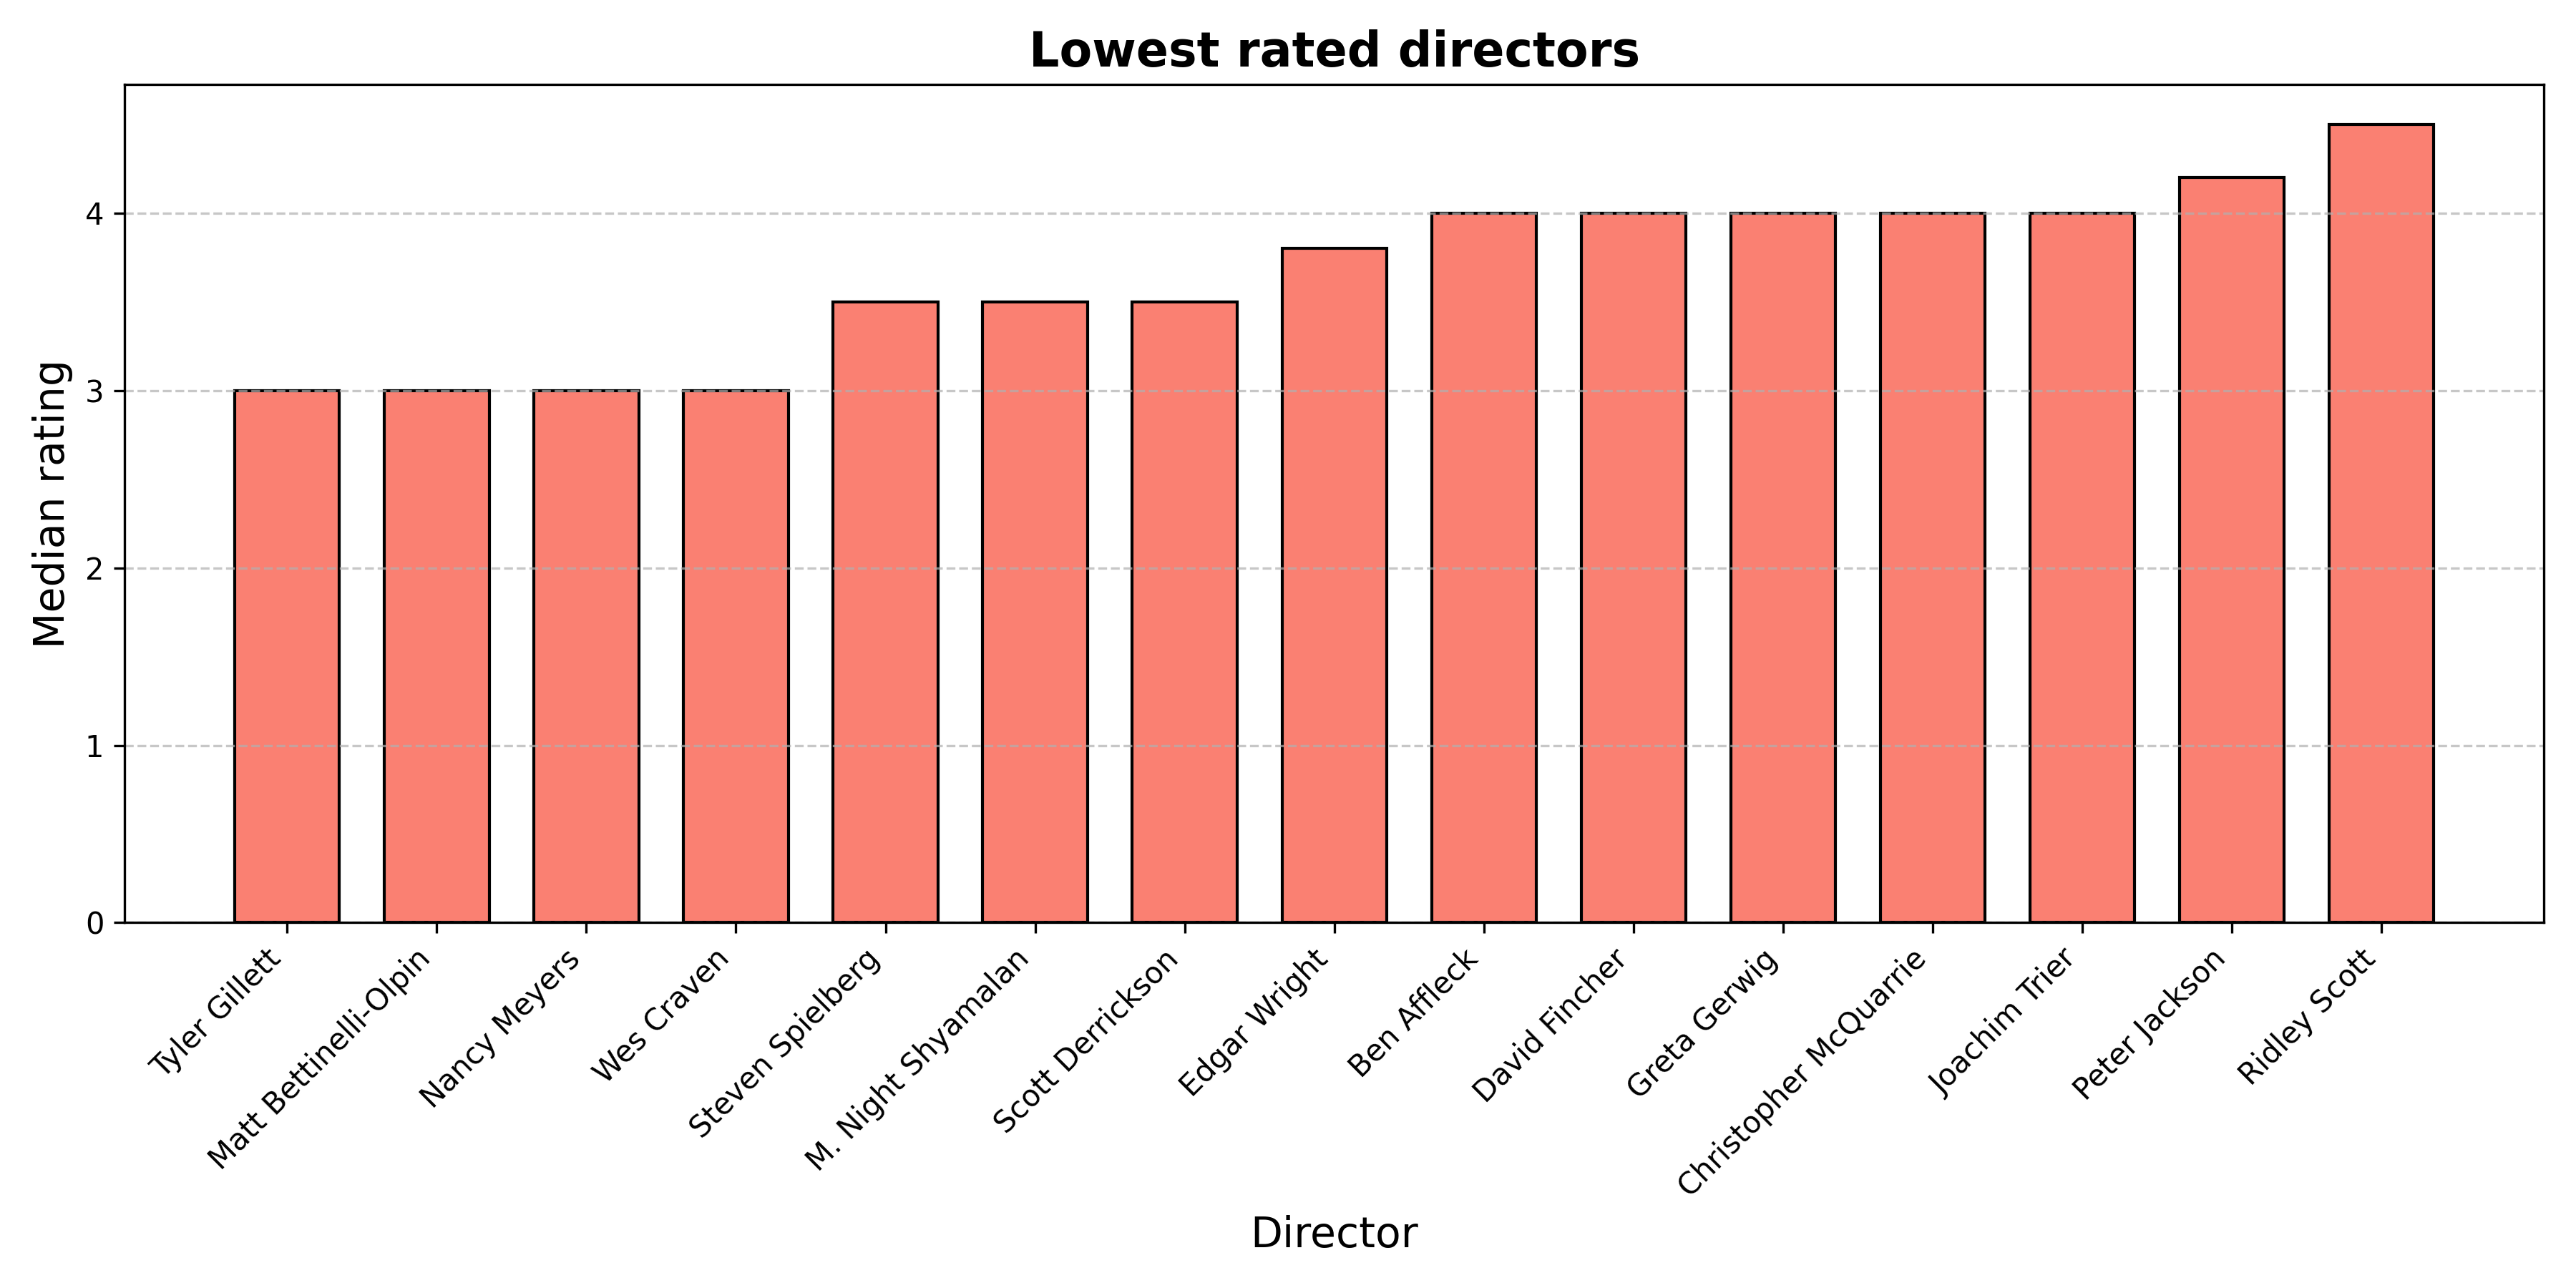 Lowest rated directors
Median rating
4
3
2
1
0
Tyler Gillett
Matt Bettinelli-Olpin
Nancy Meyers
Wes Craven
Steven Spielberg
M. Night Shyamalan
Scott Derrickson
Edgar Wright
Ben Affleck
David Fincher
Greta Gerwig
Christopher McQuarrie
Joachim Trier
Peter Jackson
Ridley Scott
Director